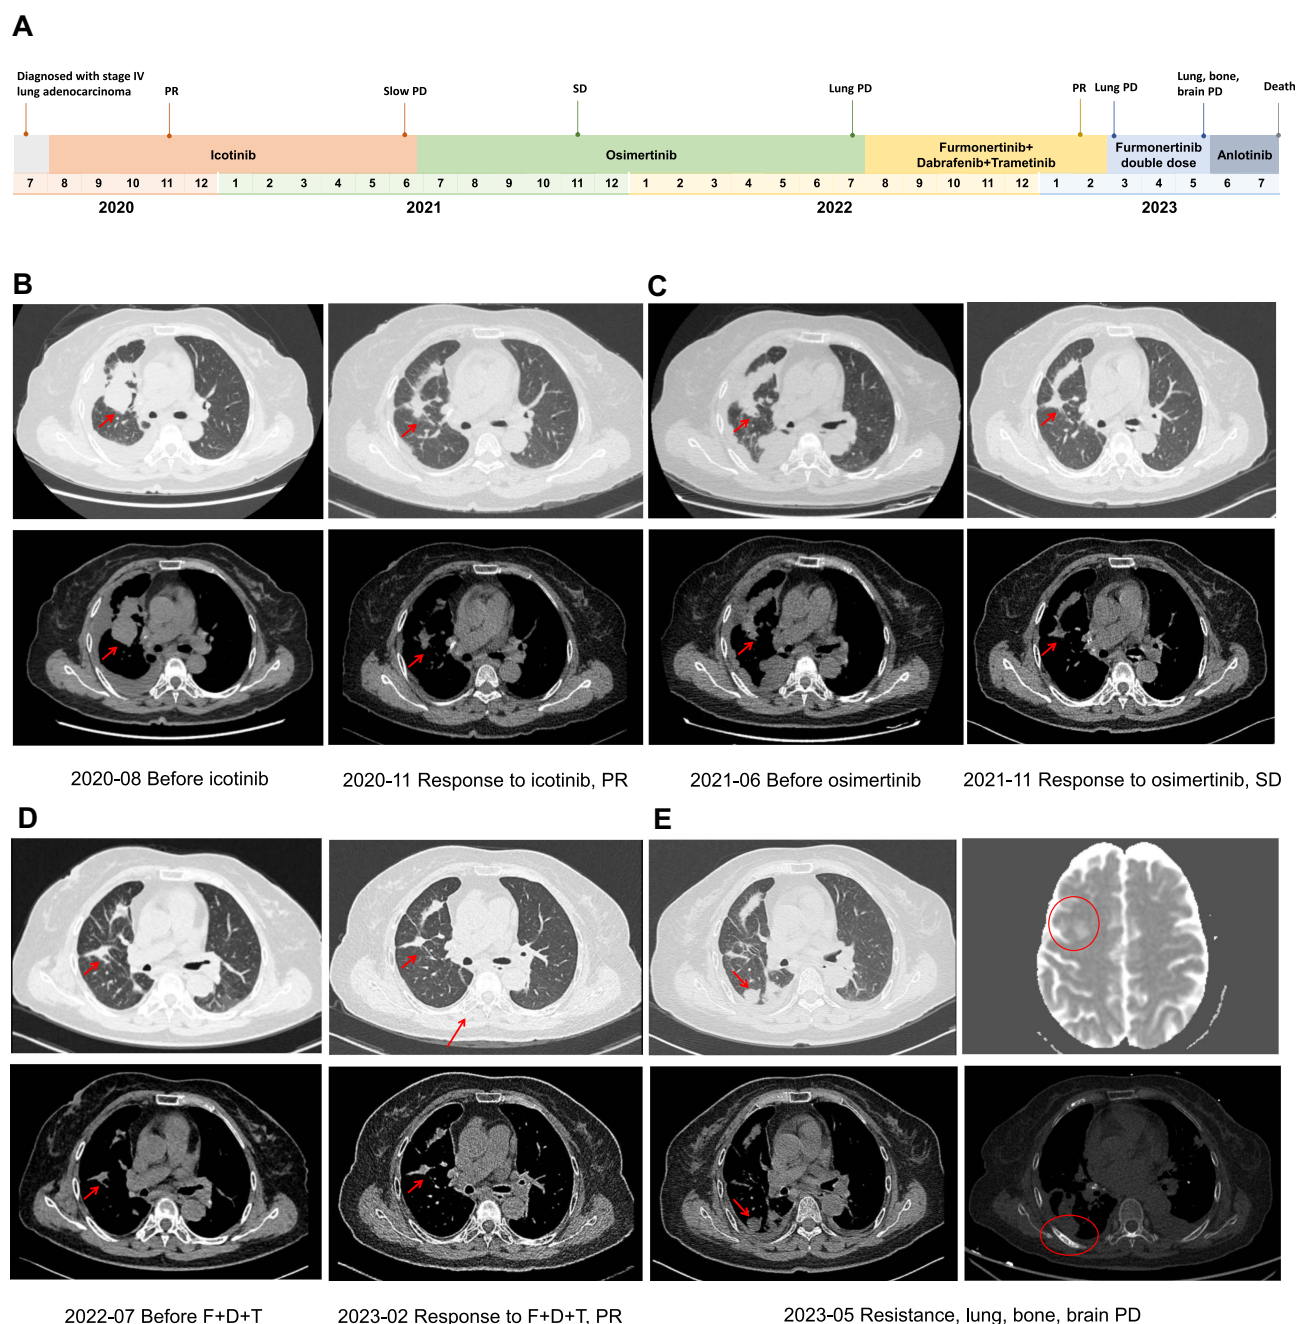 A
Diagnosed with stage IV
lung adenocarcinoma
PR
Slow PD
SD
Lung PD
PR
Lung PD
Lung, bone,
brain PD
Death
Icotinib
Osimertinib
Furmonertinib+
Dabrafenib+Trametinib
Furmonertinib
double dose
Anlotinib
7 8 9 10 11 12 1 2 3 4 5 6 7 8 9 10 11 12 1 2 3 4 5 6 7 8 9 10 11 12 1 2 3 4 5 6 7
2020 2021 2022 2023
B
C
2020-08 Before icotinib
2020-11 Response to icotinib, PR
2021-06 Before osimertinib
2021-11 Response to osimertinib, SD
D
E
2022-07 Before F+D+T
2023-02 Response to F+D+T, PR
2023-05 Resistance, lung, bone, brain PD